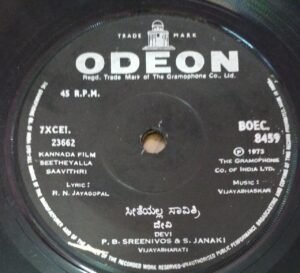 TRADE MARK
ODEON
Regd. Trade Mark of The Gramophone Co., Ltd.
45 R.P.M.
7XCE1.
23662
BOEC.
8459
KANNADA FILM
SEETHEYALLA
SAAVITHRI
℗ 1973
THE GRAMOPHONE
CO. OF INDIA LTD.
LYRIC:
R. N. JAYAGOPAL
MUSIC:
VIJAYABHASKAR
ಸೀತೆಯಲ್ಲ ಸಾವಿತ್ರಿ
ದೇವಿ
DEVI
P. B. SREENIVOS & S. JANAKI
VIJAYABHARATI